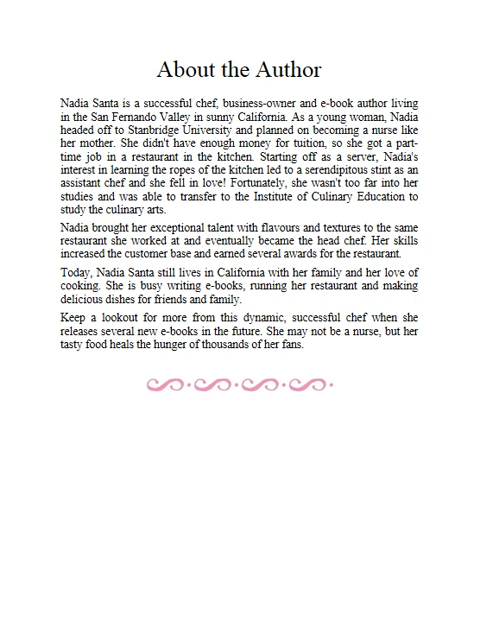 About the Author
Nadia Santa is a successful chef, business-owner and e-book author living
in the San Fernando Valley in sunny California. As a young woman, Nadia
headed off to Stanbridge University and planned on becoming a nurse like
her mother. She didn't have enough money for tuition, so she got a part-
time job in a restaurant in the kitchen. Starting off as a server, Nadia's
interest in learning the ropes of the kitchen led to a serendipitous stint as an
assistant chef and she fell in love! Fortunately, she wasn't too far into her
studies and was able to transfer to the Institute of Culinary Education to
study the culinary arts.
Nadia brought her exceptional talent with flavours and textures to the same
restaurant she worked at and eventually became the head chef. Her skills
increased the customer base and earned several awards for the restaurant.
Today, Nadia Santa still lives in California with her family and her love of
cooking. She is busy writing e-books, running her restaurant and making
delicious dishes for friends and family.
Keep a lookout for more from this dynamic, successful chef when she
releases several new e-books in the future. She may not be a nurse, but her
tasty food heals the hunger of thousands of her fans.